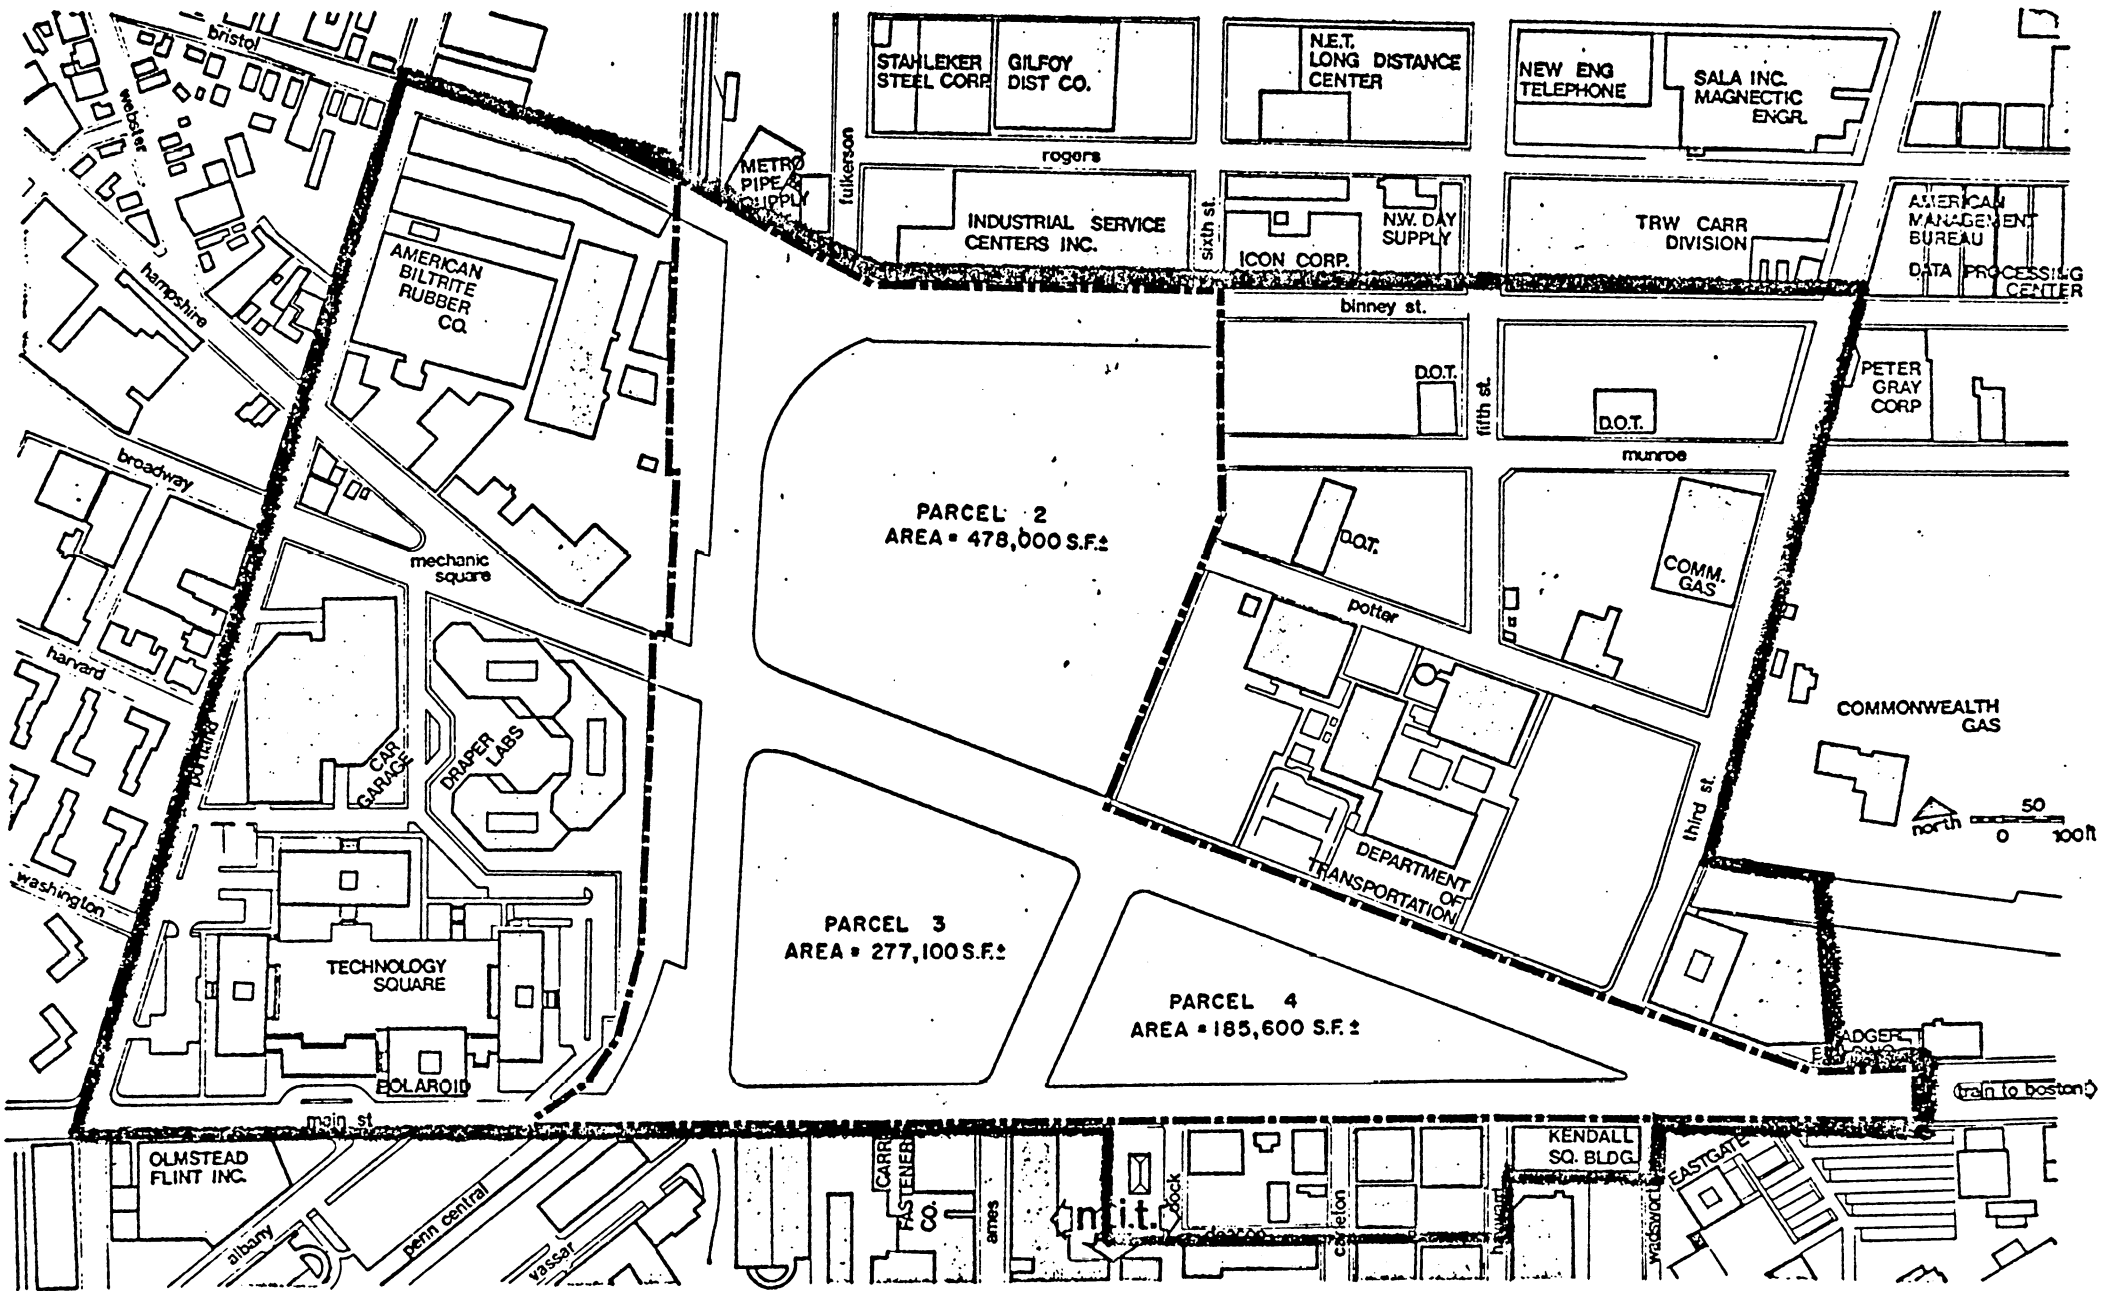 bristol
webster
hampshire
broadway
harvard
washington
portland
STAHLEKER
STEEL CORP.
GILFOY
DIST CO.
N.E.T.
LONG DISTANCE
CENTER
NEW ENG
TELEPHONE
SALA INC.
MAGNECTIC
ENGR.
METRO
PIPE &
SUPPLY
fulkerson
rogers
sixth st.
INDUSTRIAL SERVICE
CENTERS INC.
ICON CORP.
N.W. DAY
SUPPLY
TRW CARR
DIVISION
AMERICAN
MANAGEMENT
BUREAU
DATA PROCESSING
CENTER
AMERICAN
BILTRITE
RUBBER
CO.
binney st.
D.O.T.
fifth st.
D.O.T.
PETER
GRAY
CORP
munroe
PARCEL 2
AREA = 478,000 S.F.±
D.O.T.
COMM.
GAS
mechanic
square
potter
CAR
GARAGE
DRAPER
LABS
COMMONWEALTH
GAS
third st.
north
50
0
100ft
DEPARTMENT
OF
TRANSPORTATION
PARCEL 3
AREA = 277,100 S.F.±
PARCEL 4
AREA = 185,600 S.F.±
TECHNOLOGY
SQUARE
POLAROID
main st
train to boston
OLMSTEAD
FLINT INC.
albany
penn central
vassar
CARR
FASTENER
CO.
ames
m.i.t.
dock
carleton
hayward
KENDALL
SQ. BLDG.
wadsworth
EASTGATE